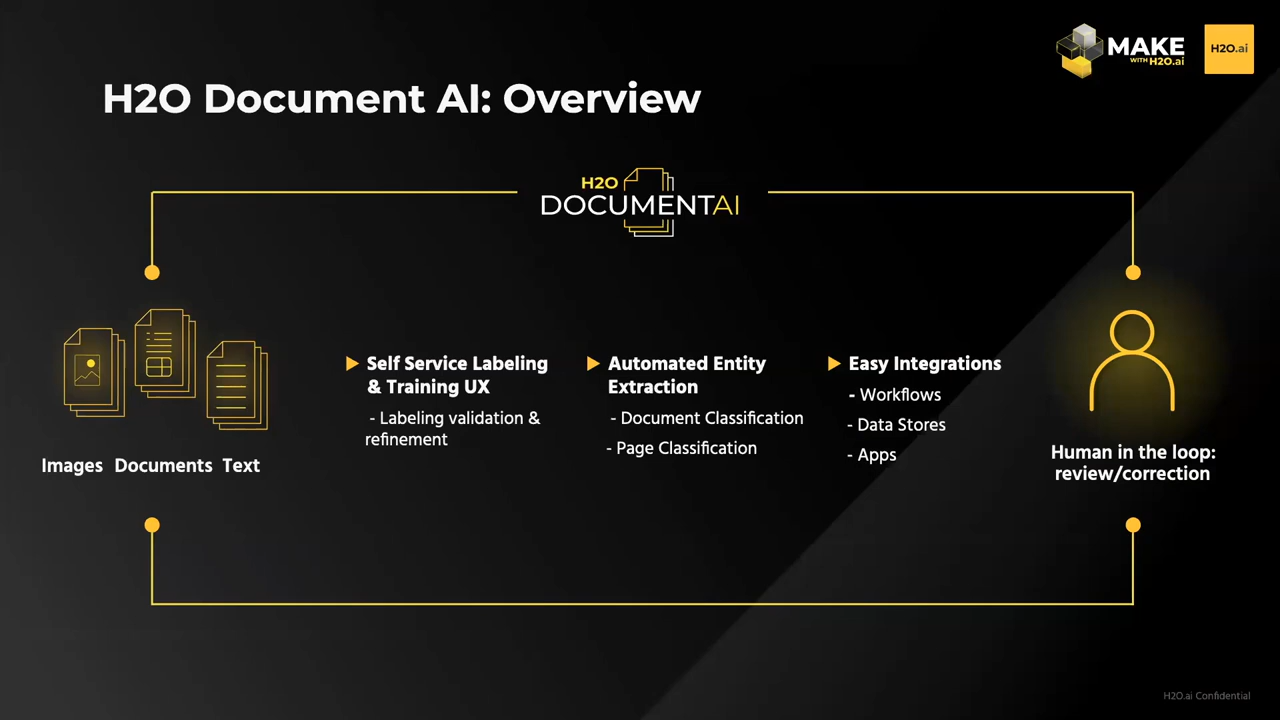 MAKE
WITH H2O.ai
H2O.ai
H2O Document AI: Overview
H2O
DOCUMENTAI
Images Documents Text
Self Service Labeling
& Training UX
- Labeling validation &
refinement
Automated Entity
Extraction
- Document Classification
- Page Classification
Easy Integrations
- Workflows
- Data Stores
- Apps
Human in the loop:
review/correction
H2O.ai Confidential